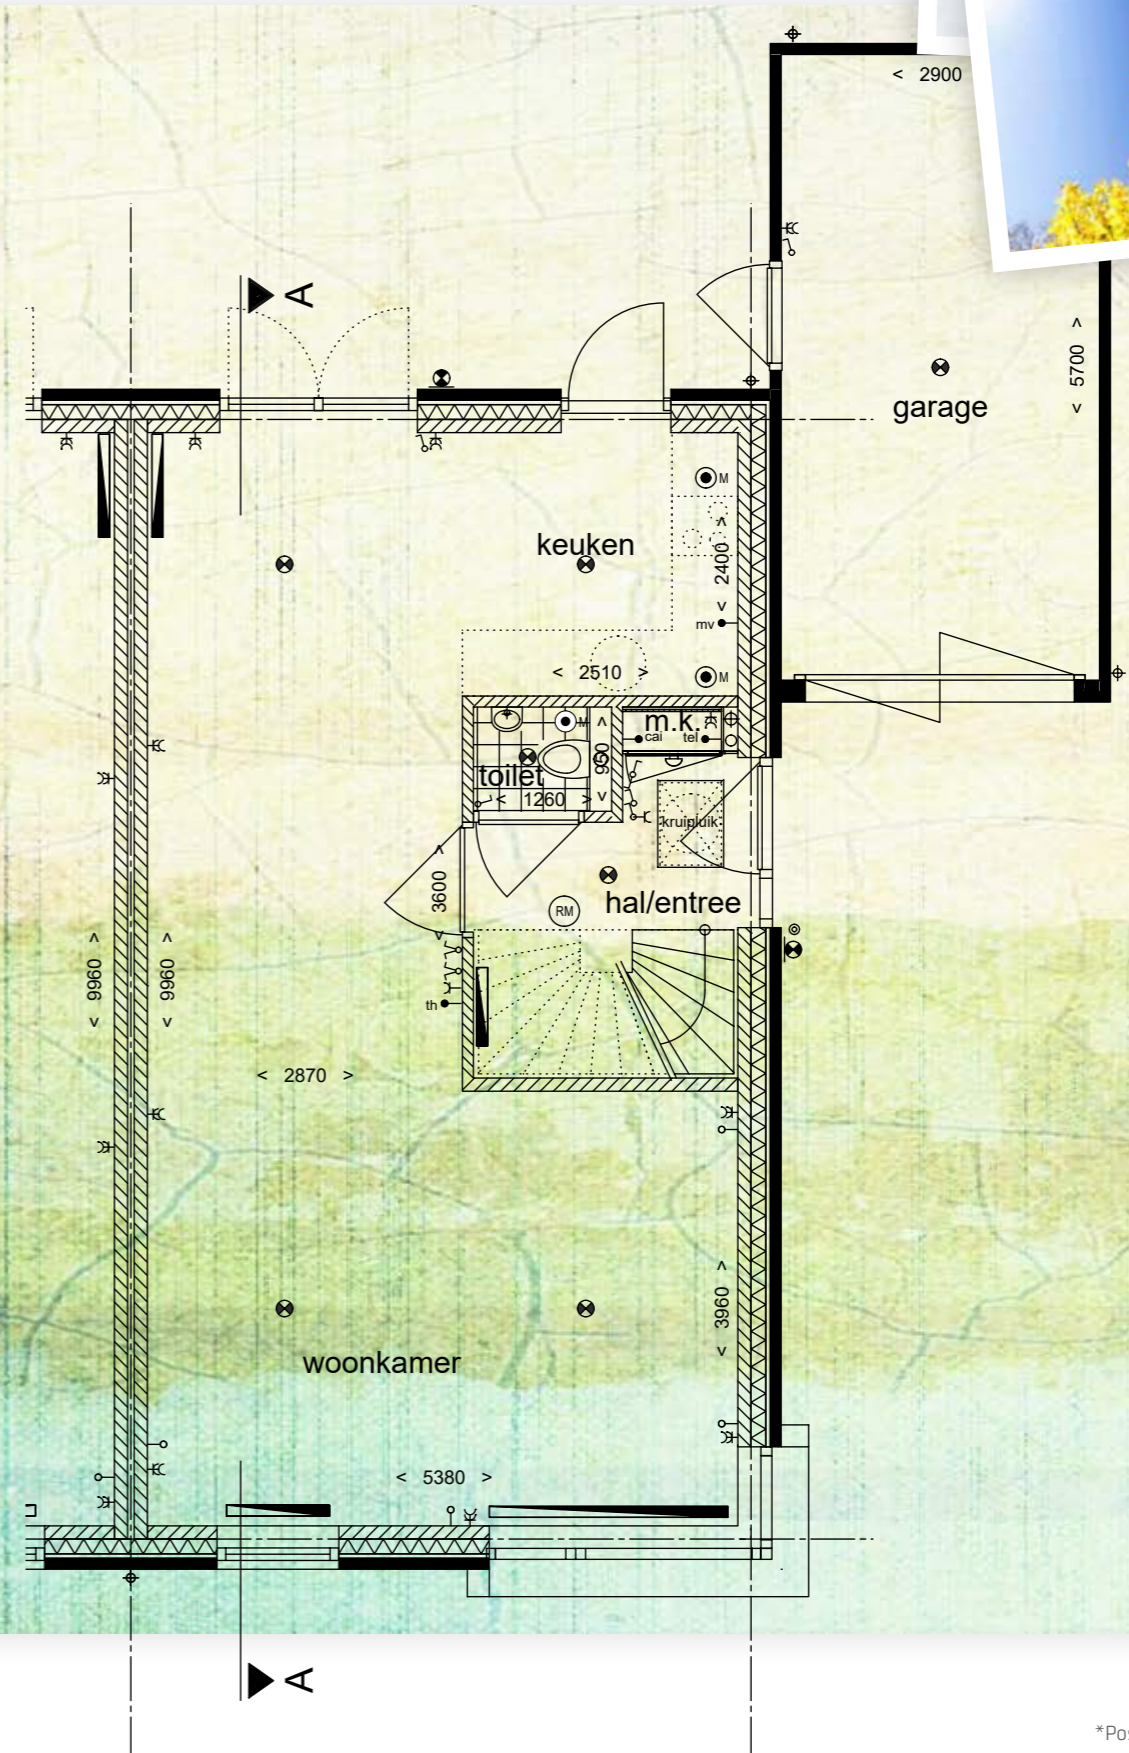 < 2900
A
< 5700 >
garage
M
keuken
< 2400 >
mv
< 2510 >
M
m.k.
M
cai
tel
< 950 >
toilet
< 1260 >
kruipluik
< 3600 >
hal/entree
RM
< 9960 >
< 9960 >
th
< 2870 >
< 3960 >
woonkamer
< 5380 >
A